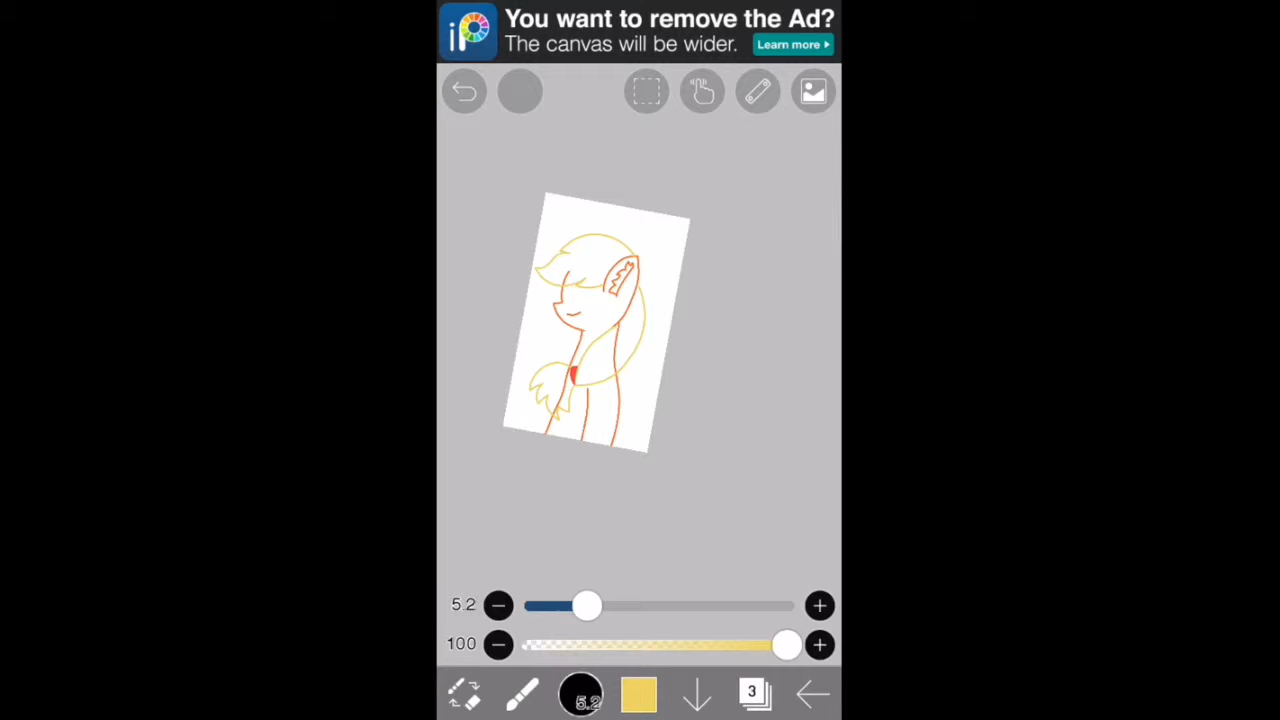 iP
You want to remove the Ad?
The canvas will be wider.
Learn more
5.2
100
5.2
3